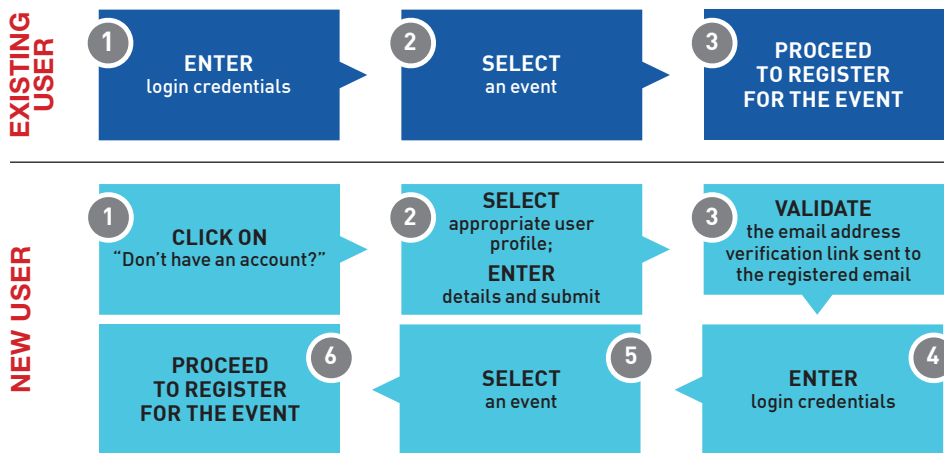 EXISTING
USER
1
ENTER
login credentials
2
SELECT
an event
3
PROCEED
TO REGISTER
FOR THE EVENT
NEW USER
1
CLICK ON
“Don’t have an account?”
2
SELECT
appropriate user
profile;
ENTER
details and submit
3
VALIDATE
the email address
verification link sent to
the registered email
4
ENTER
login credentials
5
SELECT
an event
6
PROCEED
TO REGISTER
FOR THE EVENT